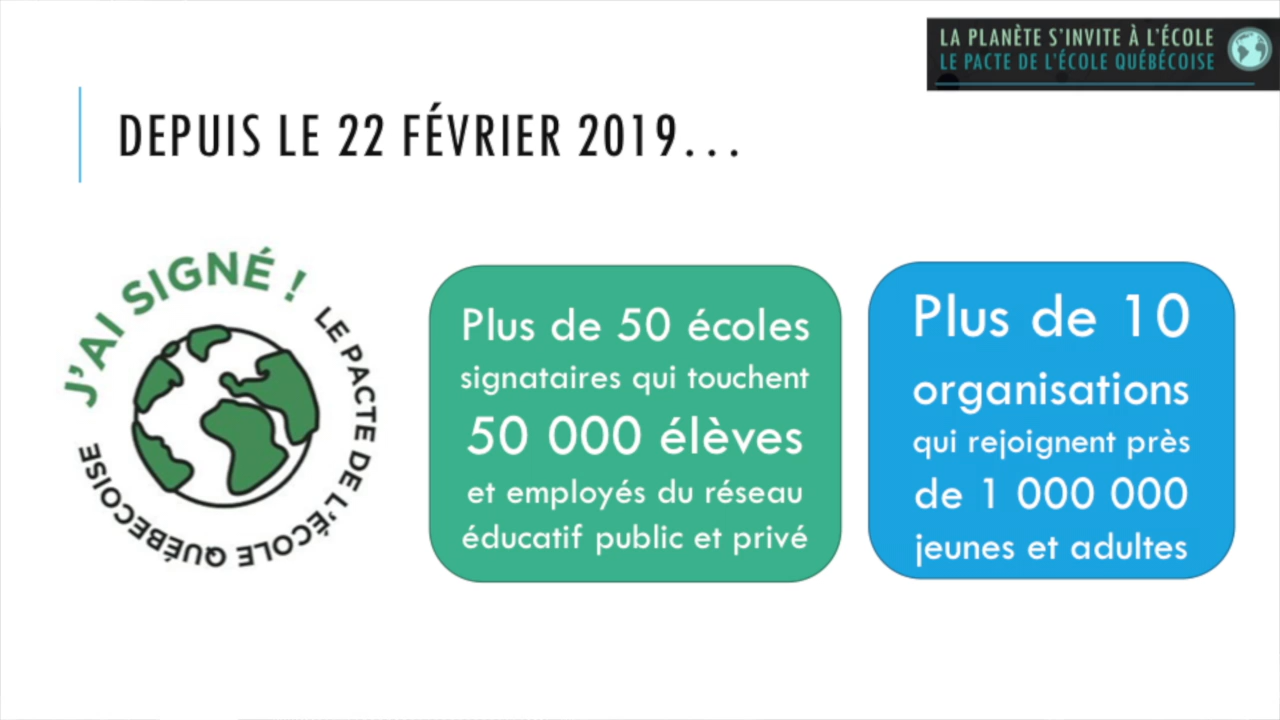 LA PLANÈTE S'INVITE À L'ÉCOLE
LE PACTE DE L'ÉCOLE QUÉBÉCOISE
DEPUIS LE 22 FÉVRIER 2019...
J'AI SIGNÉ !
LE PACTE DE L'ÉCOLE QUÉBÉCOISE
Plus de 50 écoles
signataires qui touchent
50 000 élèves
et employés du réseau
éducatif public et privé
Plus de 10
organisations
qui rejoignent près
de 1 000 000
jeunes et adultes